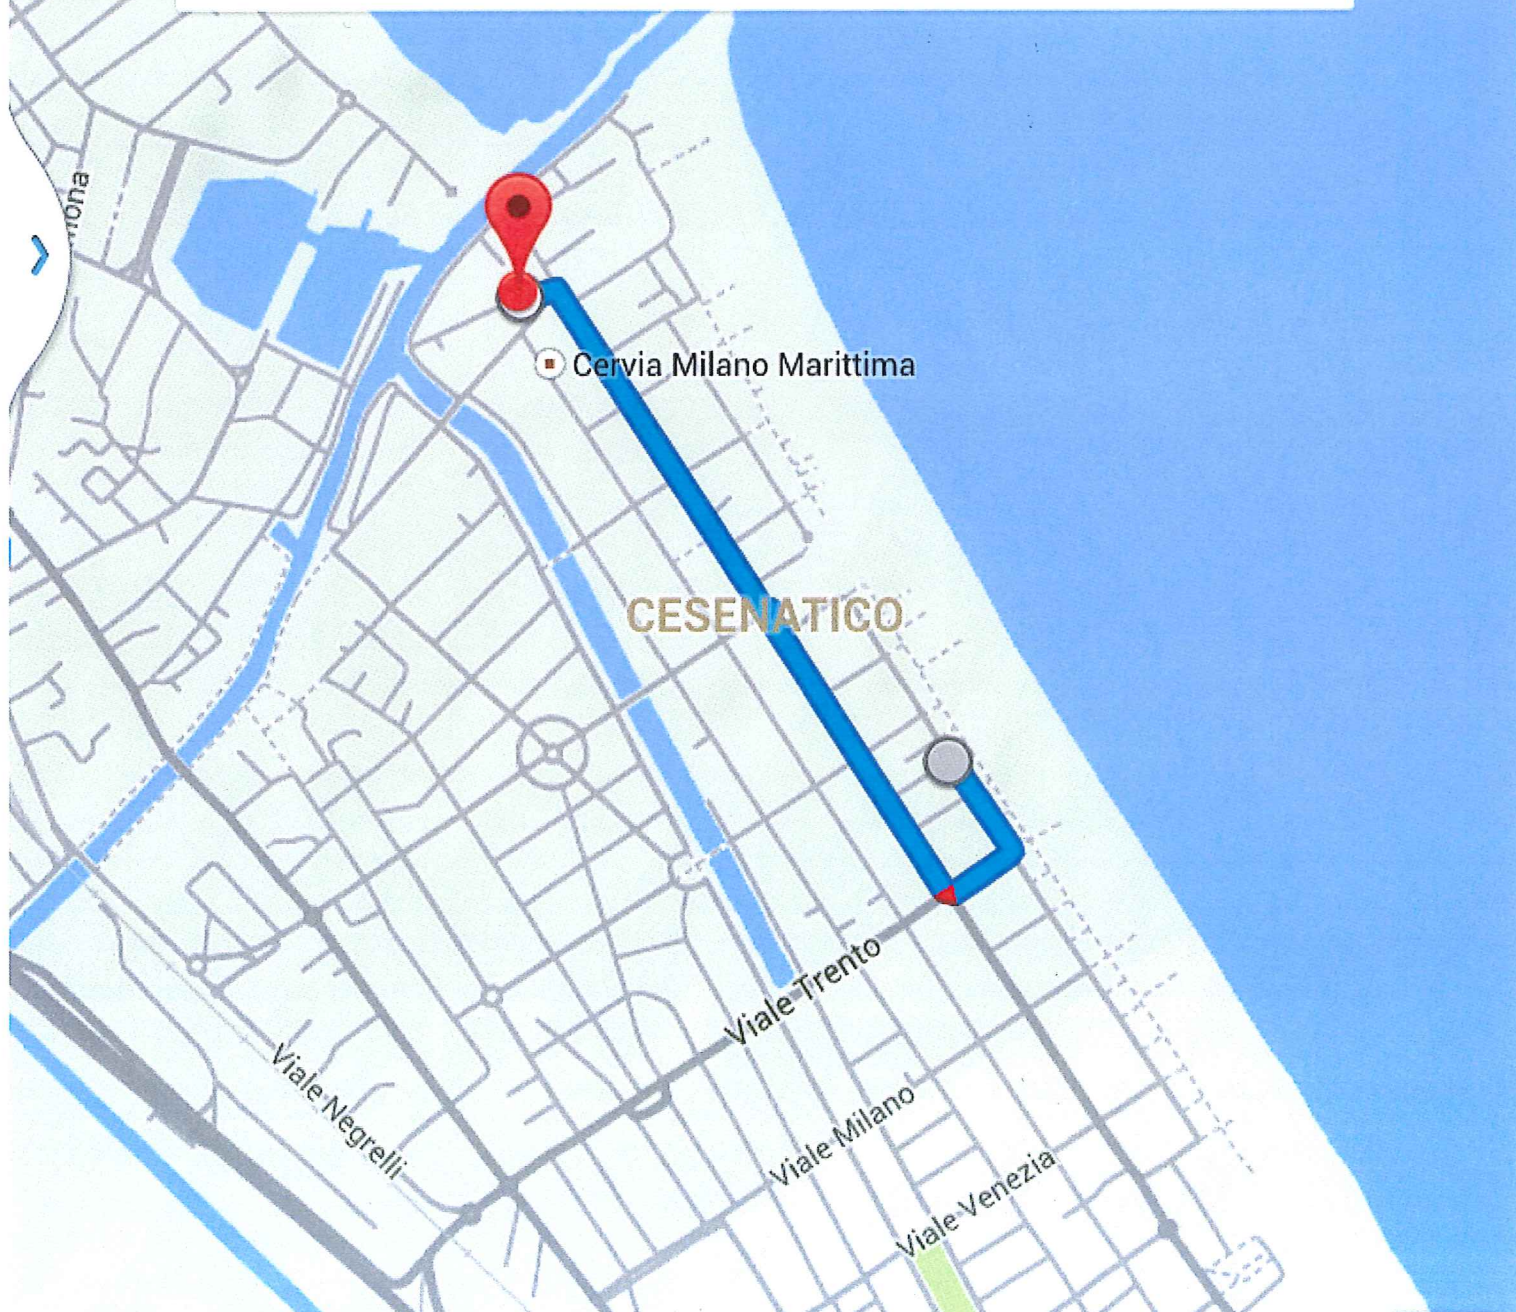 Cervia Milano Marittima
CESENATICO
Viale Trento
Viale Negrelli
Viale Milano
Viale Venezia